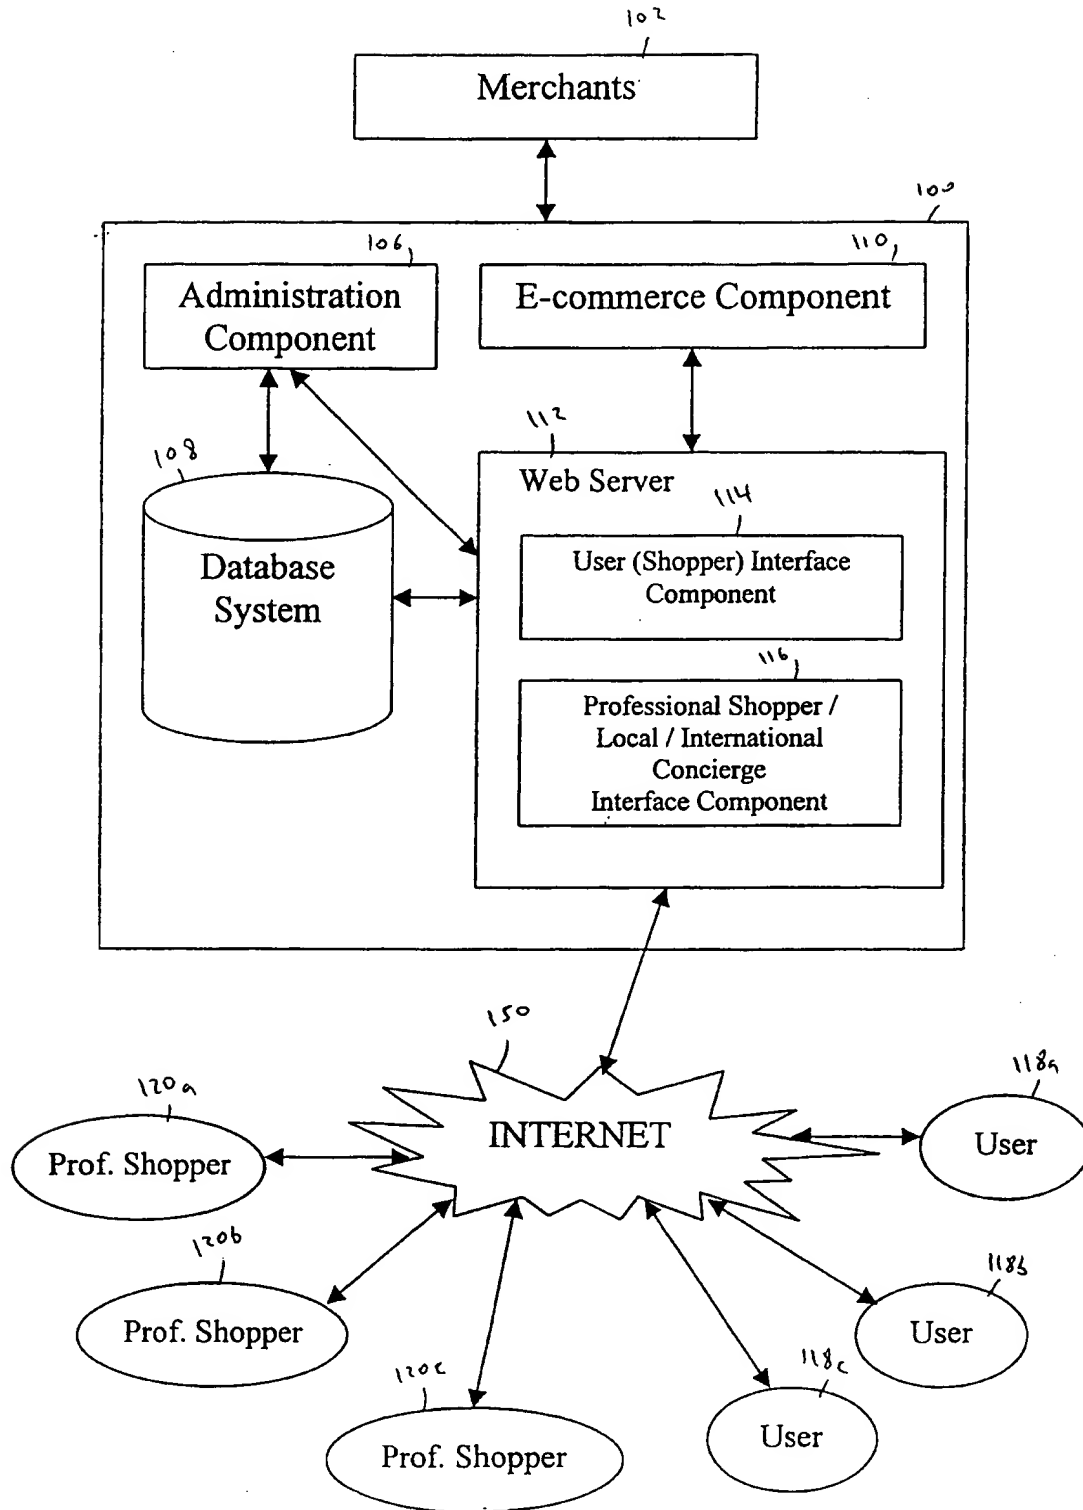 102
Merchants
100
106
110
Administration
Component
E-commerce Component
112
108
Web Server
114
Database
System
User (Shopper) Interface
Component
116
Professional Shopper /
Local / International
Concierge
Interface Component
150
INTERNET
120a
Prof. Shopper
118a
User
120b
Prof. Shopper
118b
User
120c
Prof. Shopper
118c
User